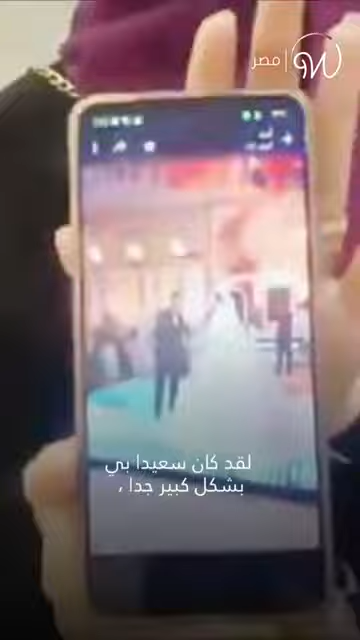 مصر
لقد كان سعيدا بي
بشكل كبير جدا ،